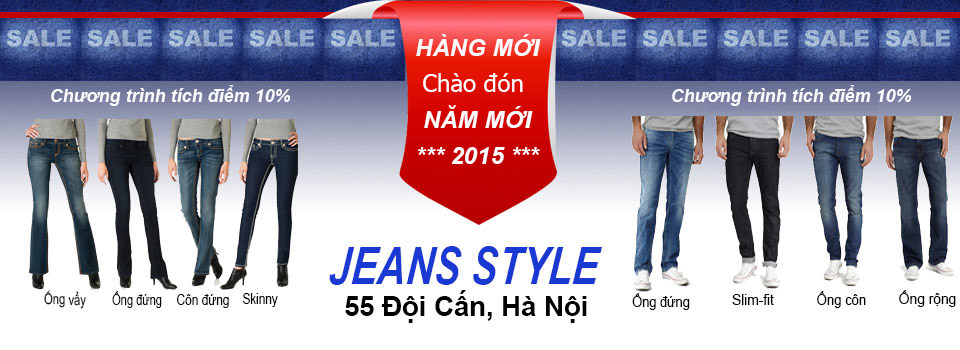 SALE SALE SALE SALE SALE SALE SALE SALE SALE SALE
HÀNG MỚI
Chào đón
NĂM MỚI
*** 2015 ***
Chương trình tích điểm 10%
Chương trình tích điểm 10%
Ống vẩy Ống đứng Côn đứng Skinny
JEANS STYLE
55 Đội Cấn, Hà Nội
Ống đứng Slim-fit Ống côn Ống rộng